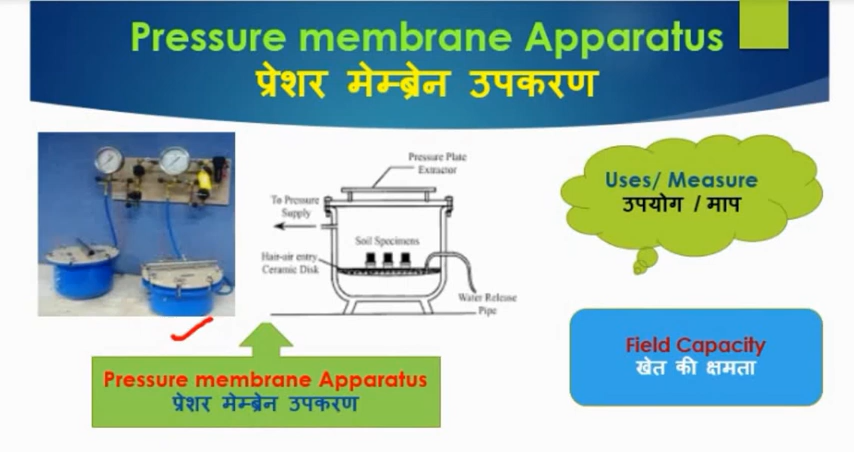 Pressure membrane Apparatus
प्रेशर मेम्ब्रेन उपकरण
Pressure Plate
Extractor
To Pressure
Supply
Soil Specimens
Hair-air entry
Ceramic Disk
Water Release
Pipe
Uses/ Measure
उपयोग / माप
Field Capacity
खेत की क्षमता
Pressure membrane Apparatus
प्रेशर मेम्ब्रेन उपकरण